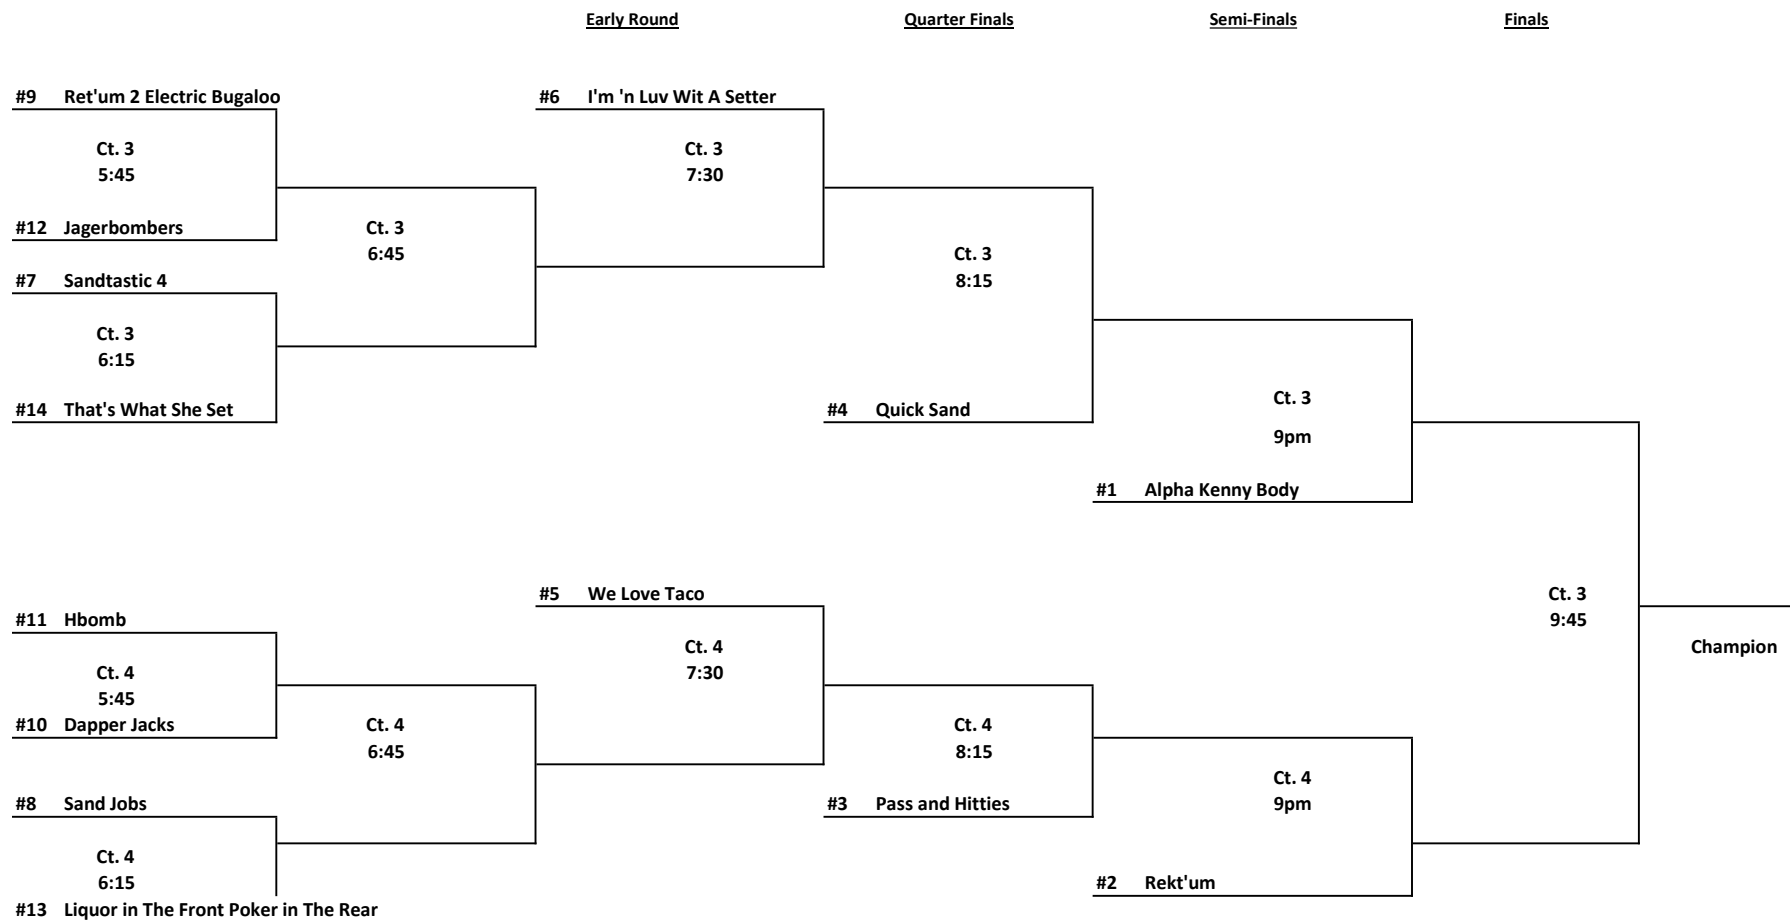 Early Round Quarter Finals Semi-Finals Finals
#9 Ret'um 2 Electric Bugaloo #6 I'm 'n Luv Wit A Setter
Ct. 3 Ct. 3
5:45 7:30
#12 Jagerbombers Ct. 3
6:45 Ct. 3
#7 Sandtastic 4 8:15
Ct. 3
6:15
Ct. 3
#14 That's What She Set #4 Quick Sand
9pm
#1 Alpha Kenny Body
#5 We Love Taco Ct. 3
#11 Hbomb 9:45
Ct. 4 Champion
Ct. 4 7:30
5:45
#10 Dapper Jacks Ct. 4 Ct. 4
6:45 8:15
Ct. 4
#8 Sand Jobs #3 Pass and Hitties 9pm
Ct. 4
6:15 #2 Rekt'um
#13 Liquor in The Front Poker in The Rear